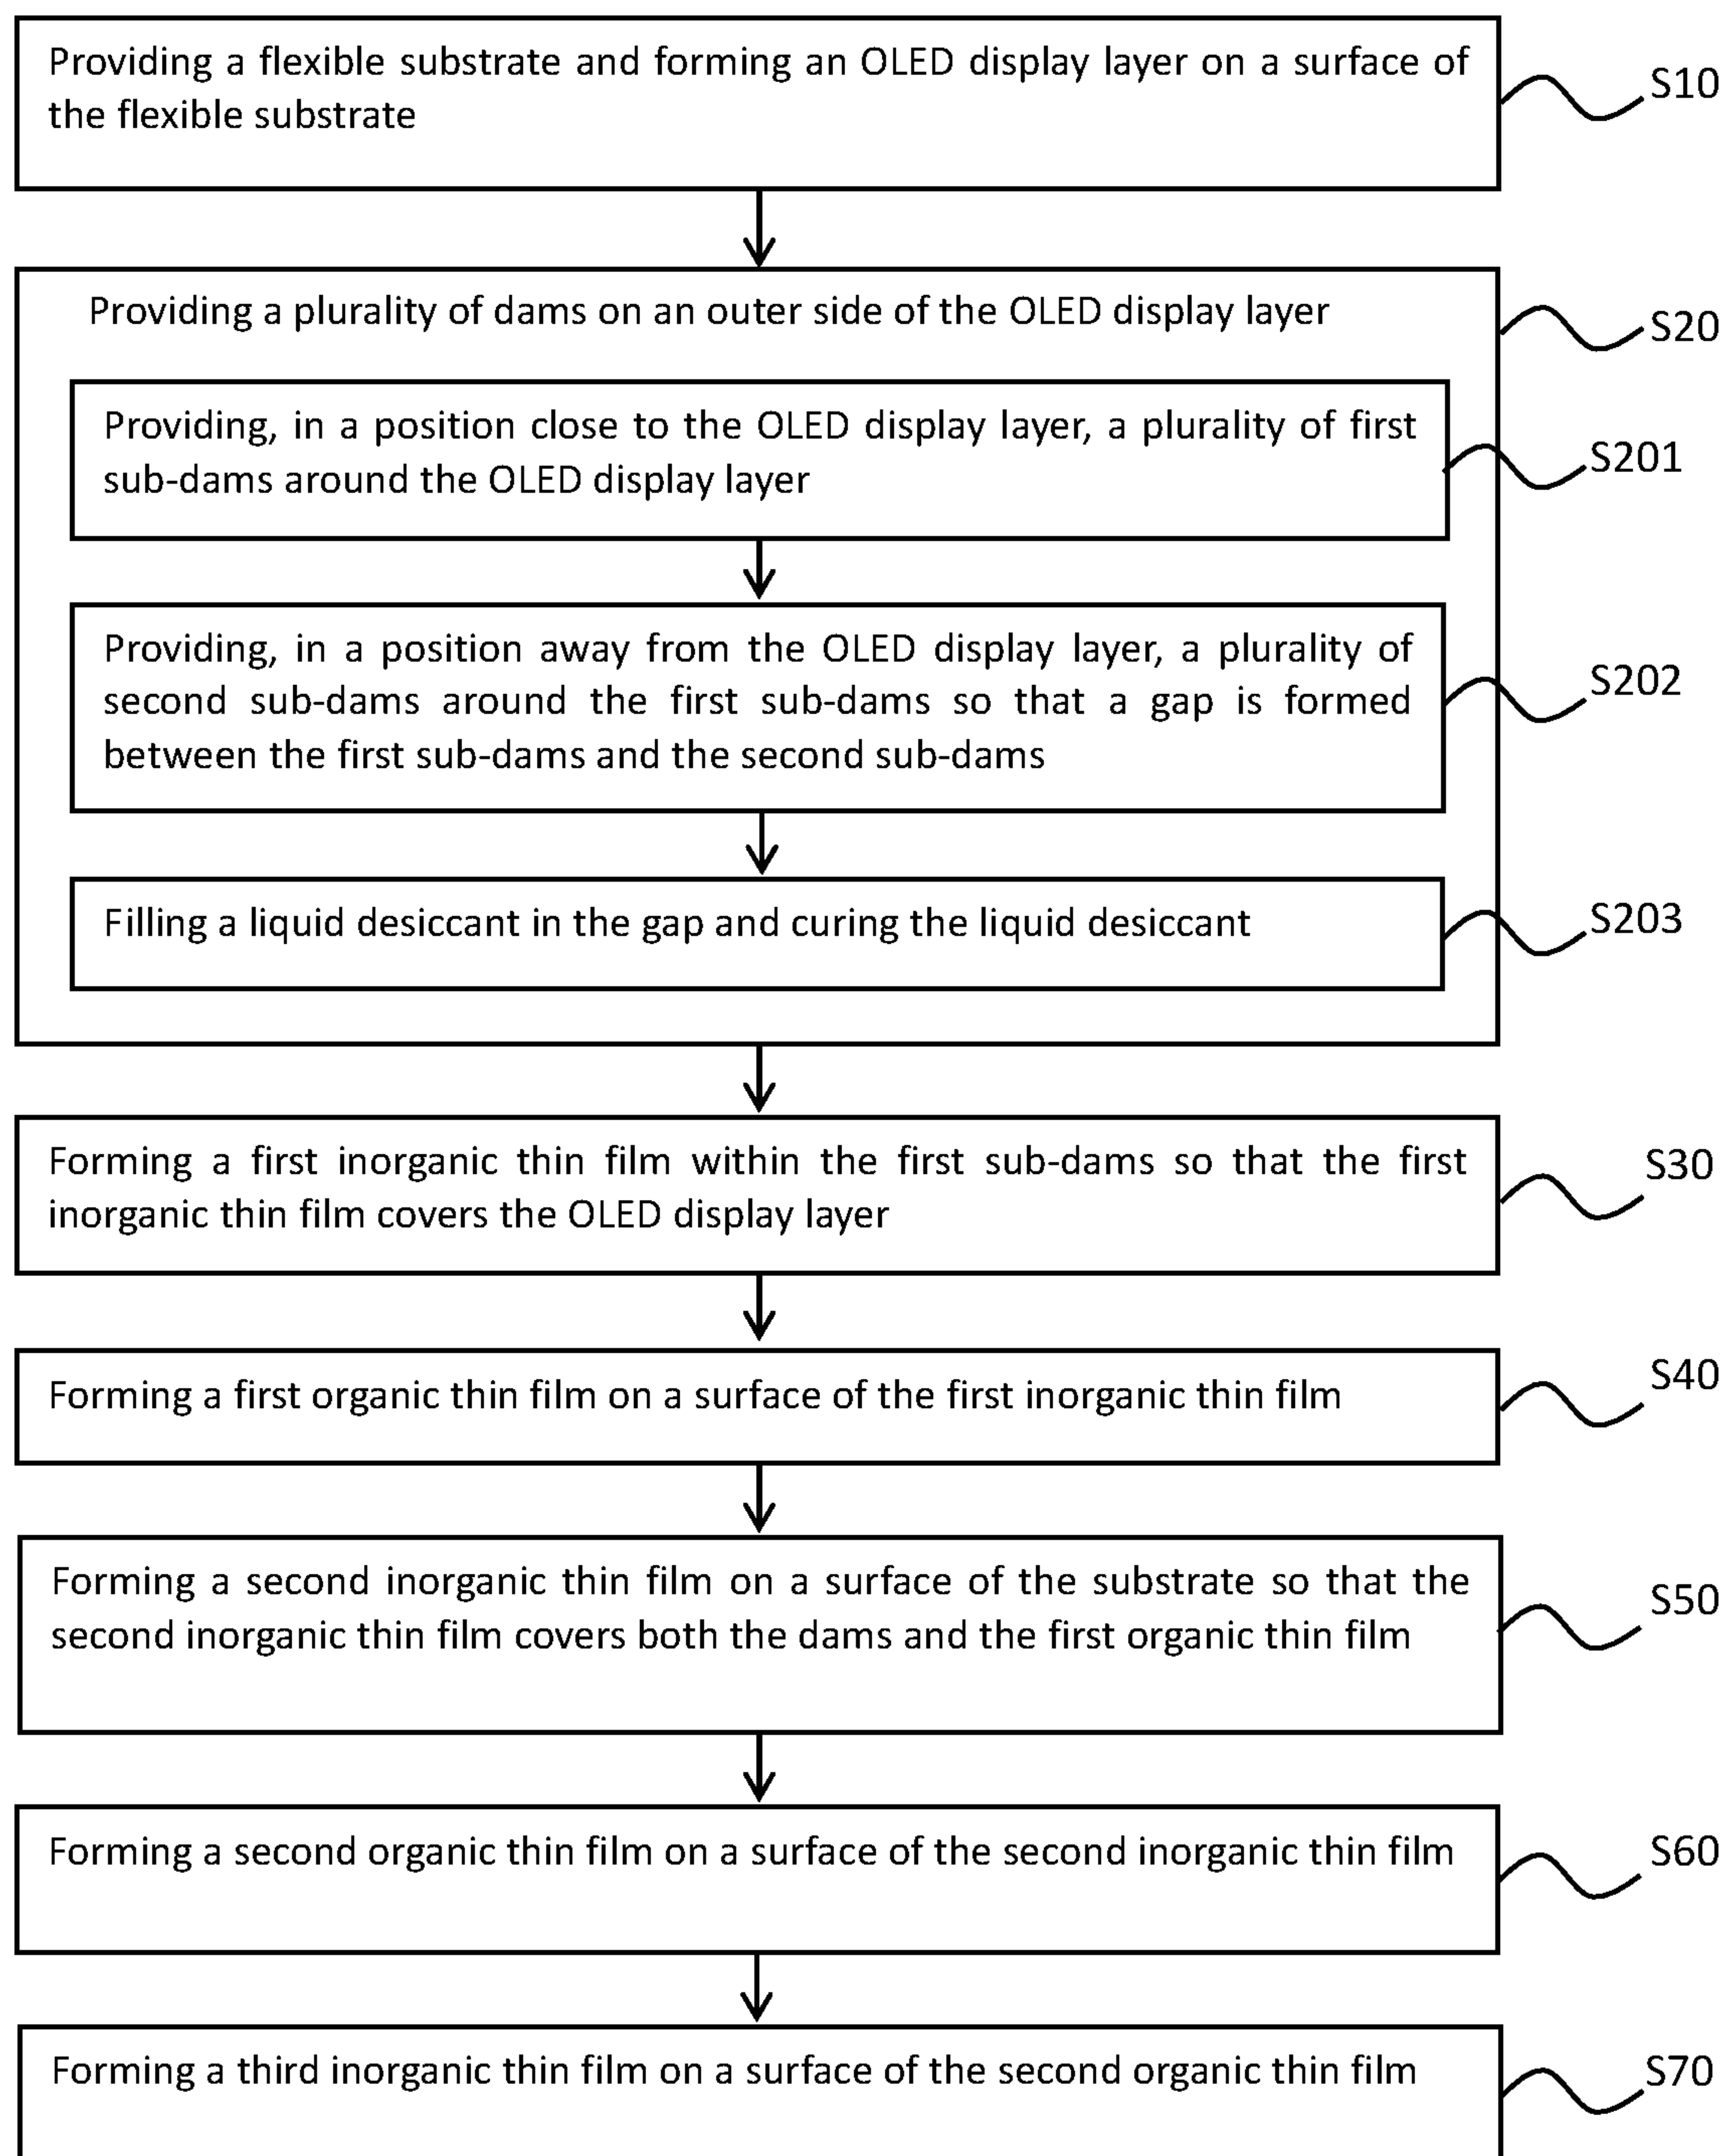 Providing a flexible substrate and forming an OLED display layer on a surface of
the flexible substrate
S10
Providing a plurality of dams on an outer side of the OLED display layer
S20
Providing, in a position close to the OLED display layer, a plurality of first
sub-dams around the OLED display layer
S201
Providing, in a position away from the OLED display layer, a plurality of
second sub-dams around the first sub-dams so that a gap is formed
between the first sub-dams and the second sub-dams
S202
Filling a liquid desiccant in the gap and curing the liquid desiccant
S203
Forming a first inorganic thin film within the first sub-dams so that the first
inorganic thin film covers the OLED display layer
S30
Forming a first organic thin film on a surface of the first inorganic thin film
S40
Forming a second inorganic thin film on a surface of the substrate so that the
second inorganic thin film covers both the dams and the first organic thin film
S50
Forming a second organic thin film on a surface of the second inorganic thin film
S60
Forming a third inorganic thin film on a surface of the second organic thin film
S70